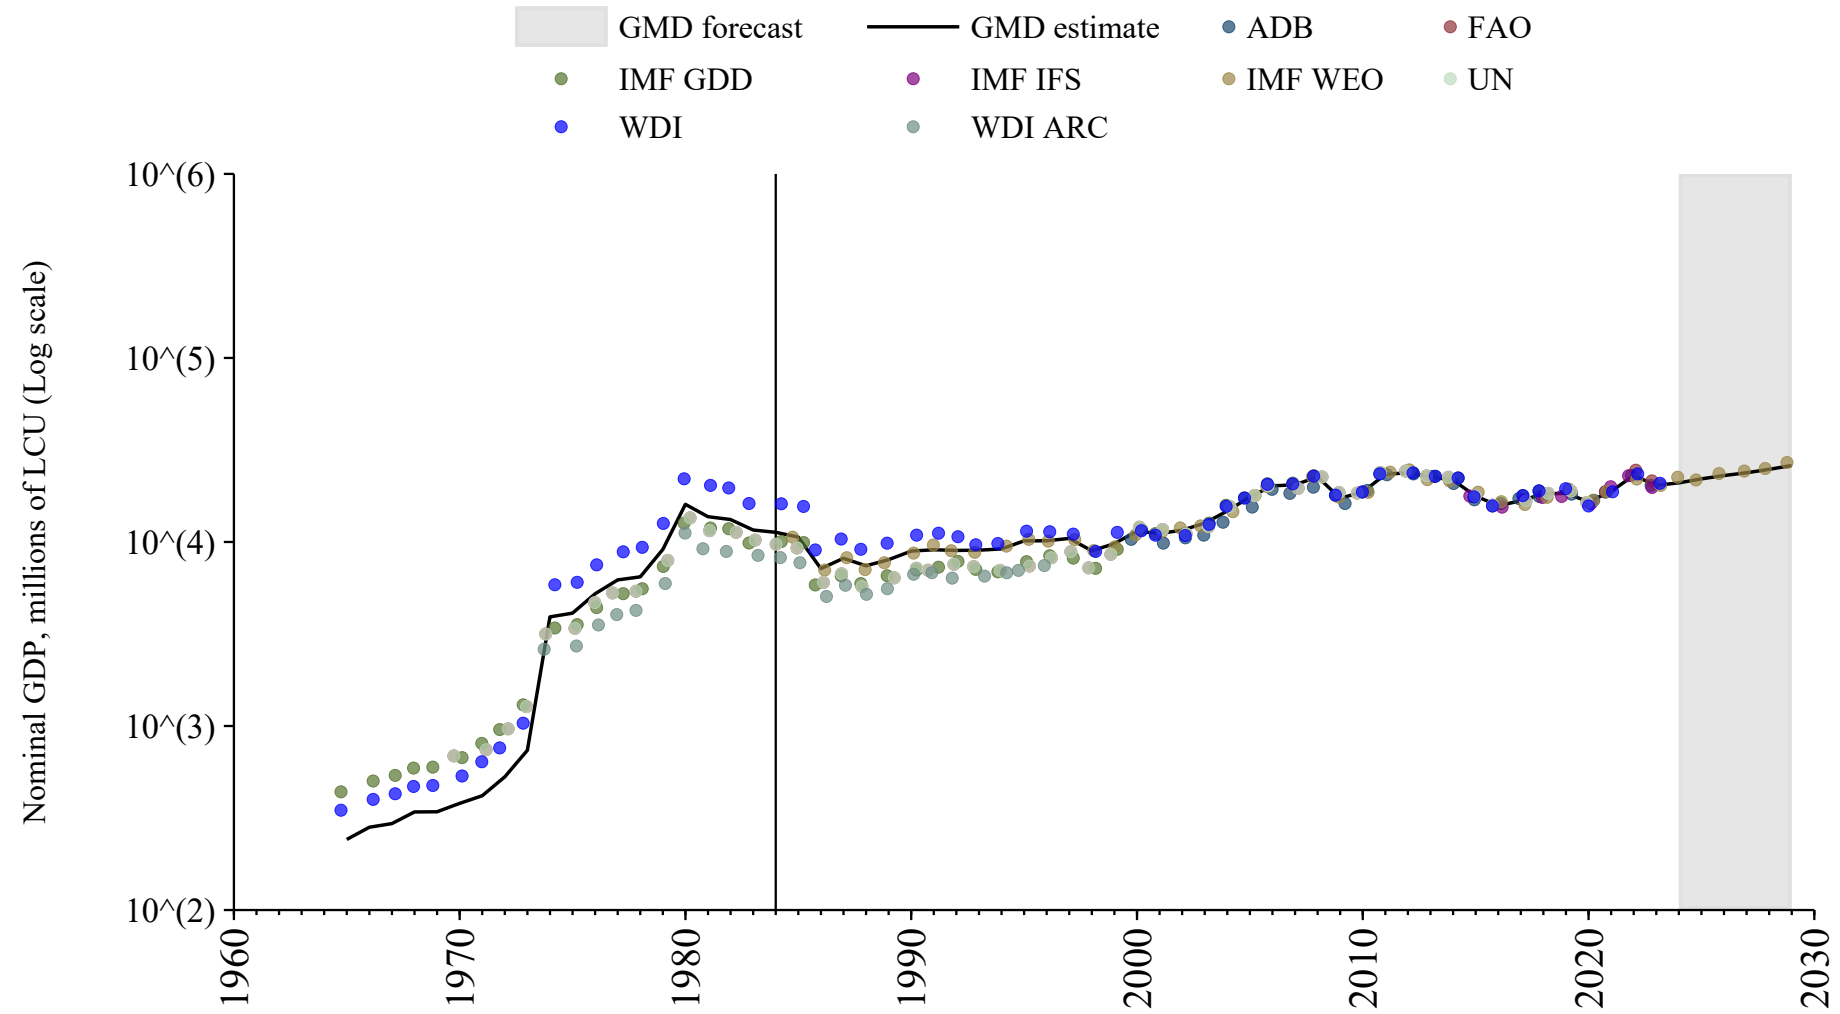 GMD forecast GMD estimate ADB FAO
IMF GDD IMF IFS IMF WEO UN
WDI WDI ARC
Nominal GDP, millions of LCU (Log scale)
10^(6)
10^(5)
10^(4)
10^(3)
10^(2)
1960 1970 1980 1990 2000 2010 2020 2030